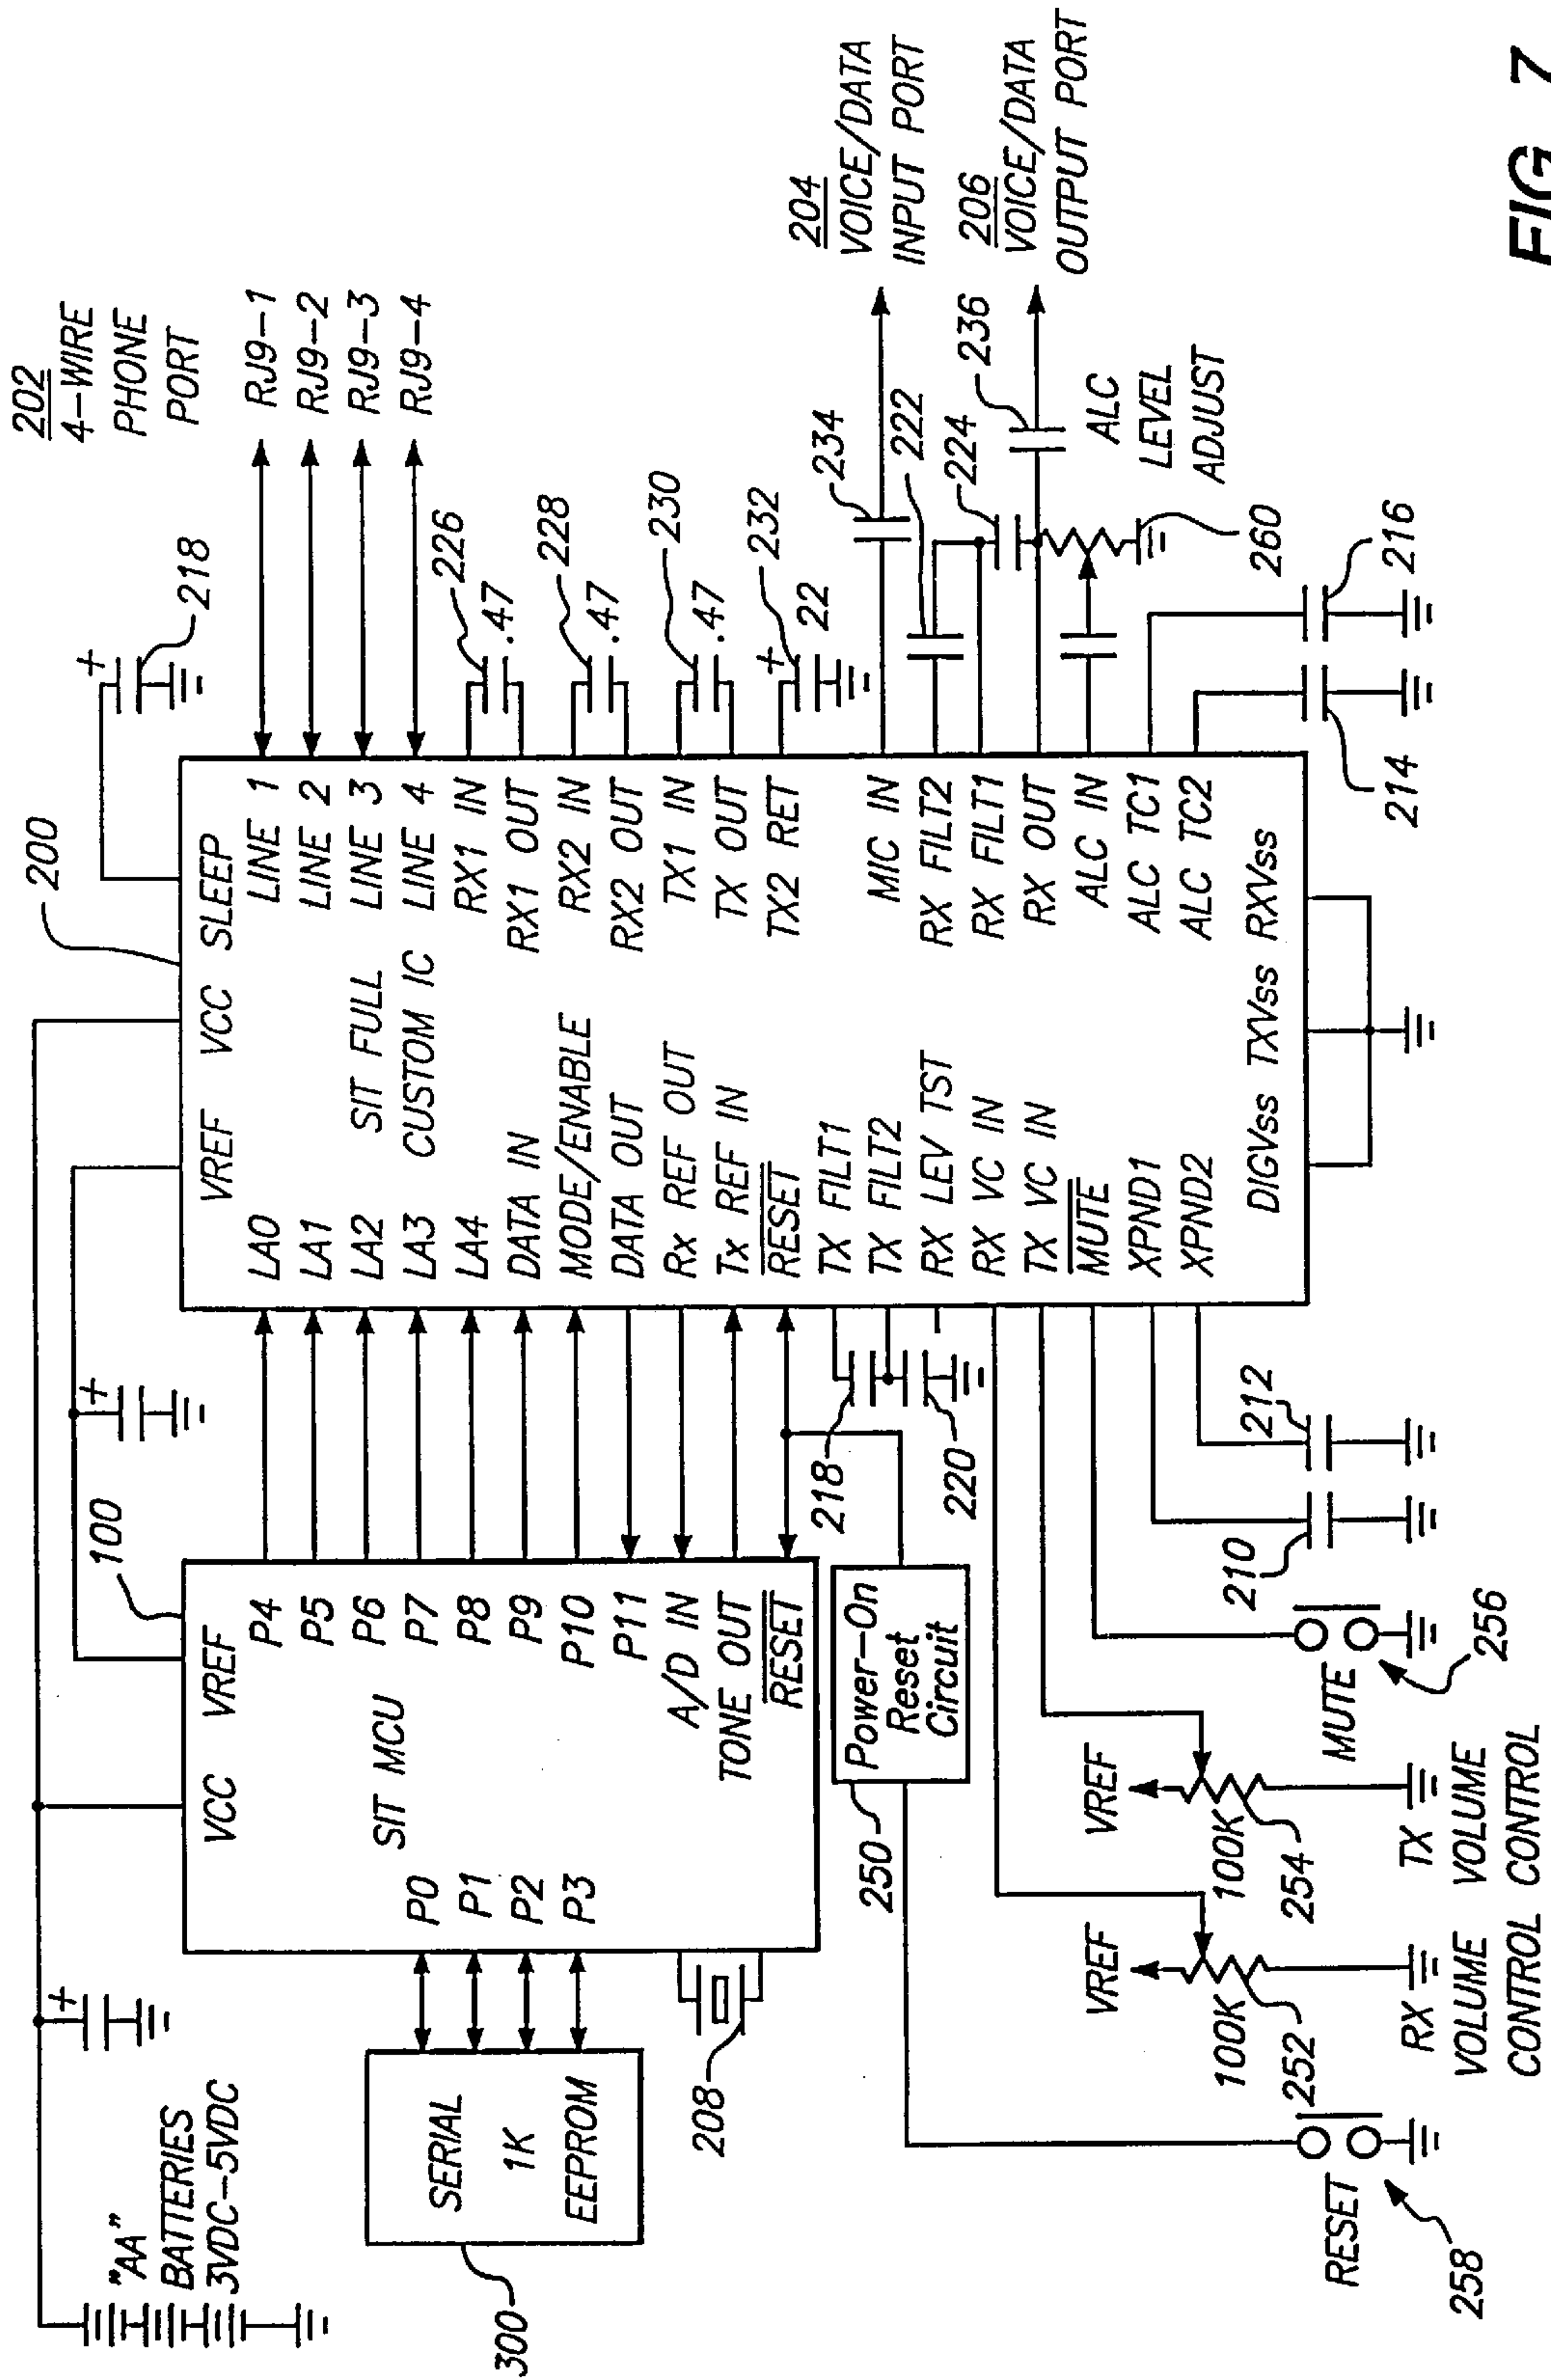 "AA"
BATTERIES
3VDC-5VDC
+
+
100
200
+
218
202
4-WIRE
PHONE
PORT
RJ9-1
RJ9-2
RJ9-3
RJ9-4
300
SERIAL
1K
EEPROM
208
VCC VREF
SIT MCU
P0
P1
P2
P3
P4
P5
P6
P7
P8
P9
P10
P11
A/D IN
TONE OUT
RESET
VREF VCC SLEEP
SIT FULL
CUSTOM IC
LA0
LA1
LA2
LA3
LA4
DATA IN
MODE/ENABLE
DATA OUT
Rx REF OUT
Tx REF IN
RESET
TX FILT1
TX FILT2
RX LEV TST
RX VC IN
TX VC IN
MUTE
XPND1
XPND2
LINE 1
LINE 2
LINE 3
LINE 4
RX1 IN
RX1 OUT
RX2 IN
RX2 OUT
TX1 IN
TX OUT
TX2 RET
MIC IN
RX FILT2
RX FILT1
RX OUT
ALC IN
ALC TC1
ALC TC2
DIGVss TXVss RXVss
226
.47
228
.47
230
.47
232
+
22
234
222
224
236
204
VOICE/DATA
INPUT PORT
206
VOICE/DATA
OUTPUT PORT
ALC
LEVEL
ADJUST
260
216
214
218
220
250
Power-On
Reset
Circuit
212
210
RESET
258
VREF
100K
252
RX
VOLUME
CONTROL
VREF
100K
254
TX
VOLUME
CONTROL
MUTE
256
FIG. 7